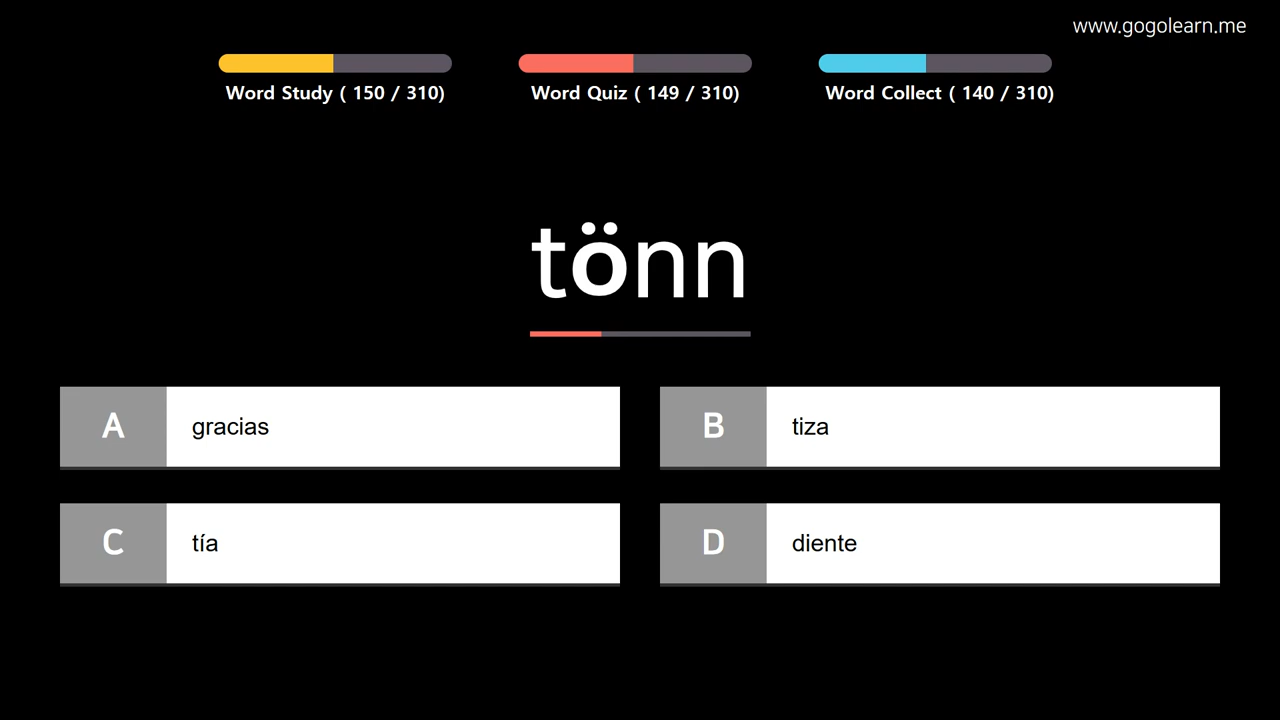 www.gogolearn.me
Word Study ( 150 / 310)
Word Quiz ( 149 / 310)
Word Collect ( 140 / 310)
tönn
A gracias
B tiza
C tía
D diente